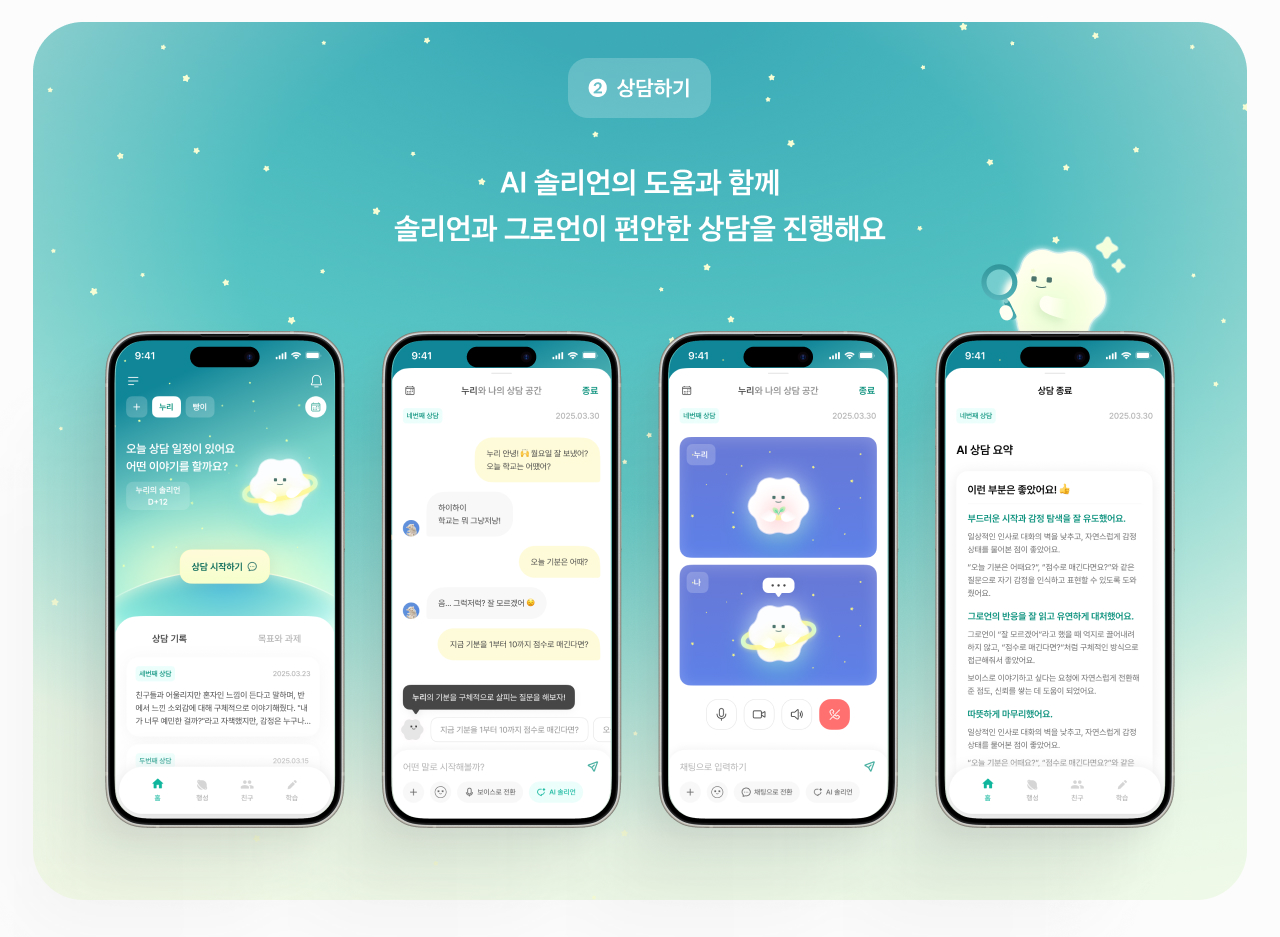 ❷ 상담하기
AI 솔리언의 도움과 함께
솔리언과 그로언이 편안한 상담을 진행해요
9:41
+
누리
빵이
오늘 상담 일정이 있어요
어떤 이야기를 할까요?
누리의 솔리언
D+12
상담 시작하기
상담 기록
목표와 과제
세번째 상담
2025.03.23
친구들과 어울리지만 혼자인 느낌이 든다고 말하며, 반
에서 느낀 소외감에 대해 구체적으로 이야기해줬다. "내
가 너무 예민한 걸까?"라고 자책했지만, 감정은 누구나...
두번째 상담
2025.03.15
홈
행성
친구
학습
9:41
누리와 나의 상담 공간
종료
네번째 상담
2025.03.30
누리 안녕! 🙌 월요일 잘 보냈어?
오늘 학교는 어땠어?
하이하이
학교는 뭐 그냥저냥!
오늘 기분은 어때?
음... 그럭저럭? 잘 모르겠어 😔
지금 기분을 1부터 10까지 점수로 매긴다면?
누리의 기분을 구체적으로 살피는 질문을 해보자!
지금 기분을 1부터 10까지 점수로 매긴다면?
어떤 말로 시작해볼까?
+
보이스로 전환
AI 솔리언
9:41
누리와 나의 상담 공간
종료
네번째 상담
2025.03.30
·누리
·나
채팅으로 입력하기
+
채팅으로 전환
AI 솔리언
9:41
상담 종료
네번째 상담
2025.03.30
AI 상담 요약
이런 부분은 좋았어요! 👍
부드러운 시작과 감정 탐색을 잘 유도했어요.
일상적인 인사로 대화의 벽을 낮추고, 자연스럽게 감정
상태를 물어본 점이 좋았어요.
"오늘 기분은 어때요?", "점수로 매긴다면요?"와 같은
질문으로 자기 감정을 인식하고 표현할 수 있도록 도와
줬어요.
그로언의 반응을 잘 읽고 유연하게 대처했어요.
그로언이 "잘 모르겠어"라고 했을 때 억지로 끌어내려
하지 않고, "점수로 매긴다면?"처럼 구체적인 방식으로
접근해줘서 좋았어요.
보이스로 이야기하고 싶다는 요청에 자연스럽게 전환해
준 점도, 신뢰를 쌓는 데 도움이 되었어요.
따뜻하게 마무리했어요.
일상적인 인사로 대화의 벽을 낮추고, 자연스럽게 감정
상태를 물어본 점이 좋았어요.
"오늘 기분은 어때요?", "점수로 매긴다면요?"와 같은
홈
행성
친구
학습